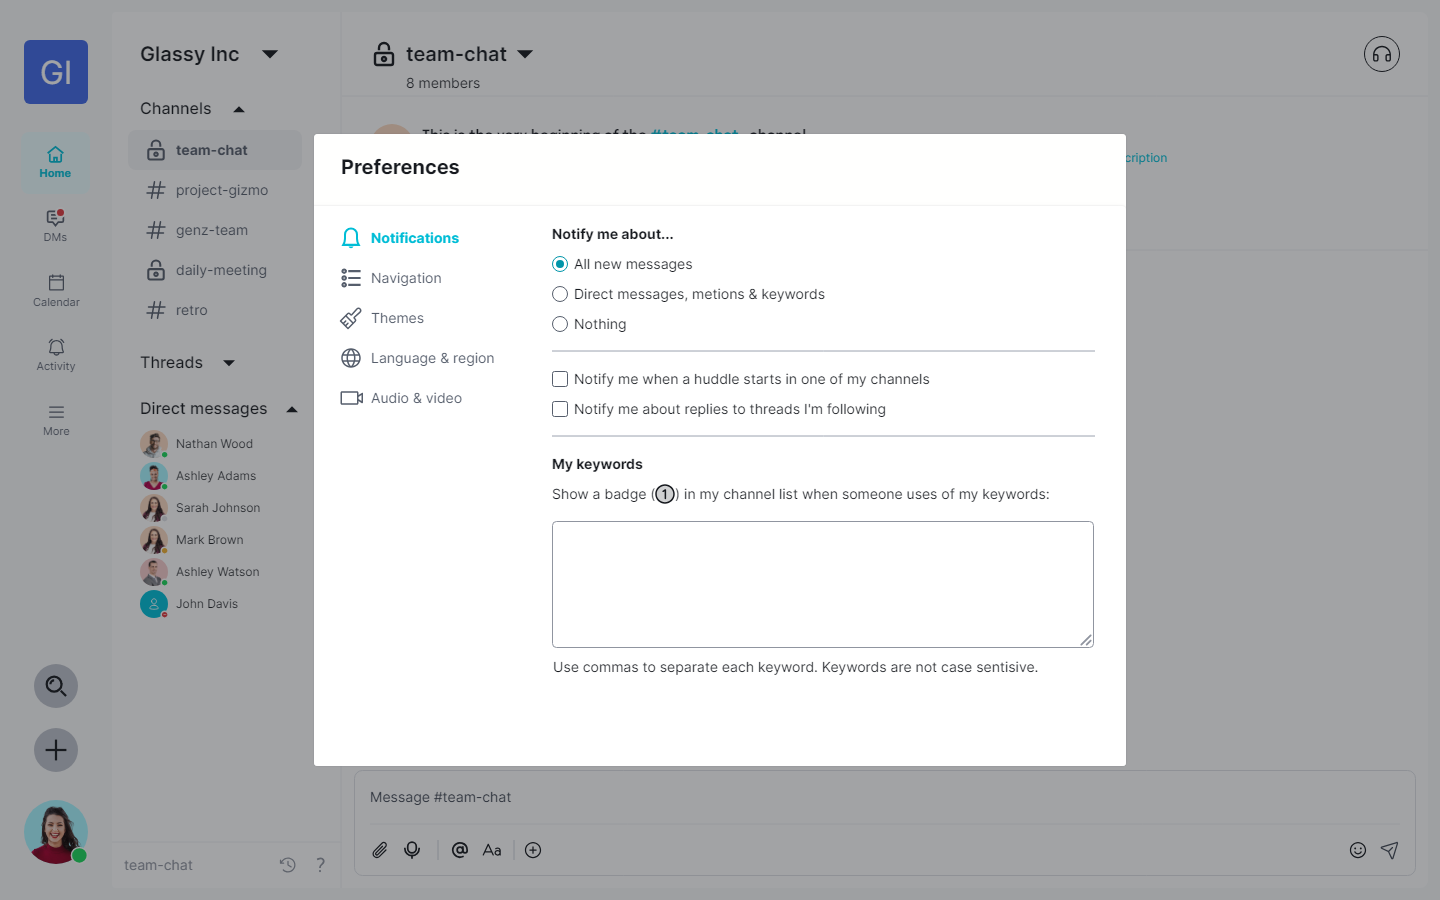 GI
Home
DMs
Calendar
Activity
More
Glassy Inc
Channels
team-chat
project-gizmo
genz-team
daily-meeting
retro
Threads
Direct messages
Nathan Wood
Ashley Adams
Sarah Johnson
Mark Brown
Ashley Watson
John Davis
team-chat
?
team-chat
8 members
This is the very beginning of the #team-chat channel
cription
Preferences
Notifications
Navigation
Themes
Language & region
Audio & video
Notify me about...
All new messages
Direct messages, metions & keywords
Nothing
Notify me when a huddle starts in one of my channels
Notify me about replies to threads I'm following
My keywords
Show a badge (1) in my channel list when someone uses of my keywords:
Use commas to separate each keyword. Keywords are not case sentisive.
Message #team-chat
@ Aa